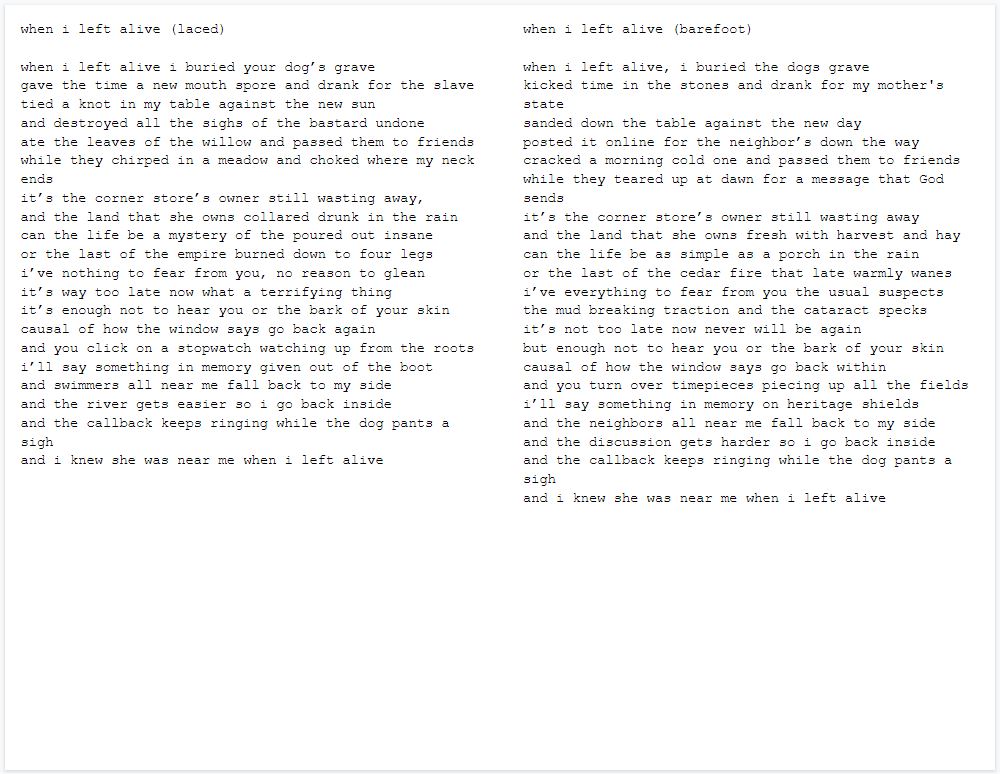 when i left alive (laced)

when i left alive i buried your dog’s grave
gave the time a new mouth spore and drank for the slave
tied a knot in my table against the new sun
and destroyed all the sighs of the bastard undone
ate the leaves of the willow and passed them to friends
while they chirped in a meadow and choked where my neck
ends
it’s the corner store’s owner still wasting away,
and the land that she owns collared drunk in the rain
can the life be a mystery of the poured out insane
or the last of the empire burned down to four legs
i’ve nothing to fear from you, no reason to glean
it’s way too late now what a terrifying thing
it’s enough not to hear you or the bark of your skin
causal of how the window says go back again
and you click on a stopwatch watching up from the roots
i’ll say something in memory given out of the boot
and swimmers all near me fall back to my side
and the river gets easier so i go back inside
and the callback keeps ringing while the dog pants a
sigh
and i knew she was near me when i left alive

when i left alive (barefoot)

when i left alive, i buried the dogs grave
kicked time in the stones and drank for my mother's
state
sanded down the table against the new day
posted it online for the neighbor’s down the way
cracked a morning cold one and passed them to friends
while they teared up at dawn for a message that God
sends
it’s the corner store’s owner still wasting away
and the land that she owns fresh with harvest and hay
can the life be as simple as a porch in the rain
or the last of the cedar fire that late warmly wanes
i’ve everything to fear from you the usual suspects
the mud breaking traction and the cataract specks
it’s not too late now never will be again
but enough not to hear you or the bark of your skin
causal of how the window says go back within
and you turn over timepieces piecing up all the fields
i’ll say something in memory on heritage shields
and the neighbors all near me fall back to my side
and the discussion gets harder so i go back inside
and the callback keeps ringing while the dog pants a
sigh
and i knew she was near me when i left alive